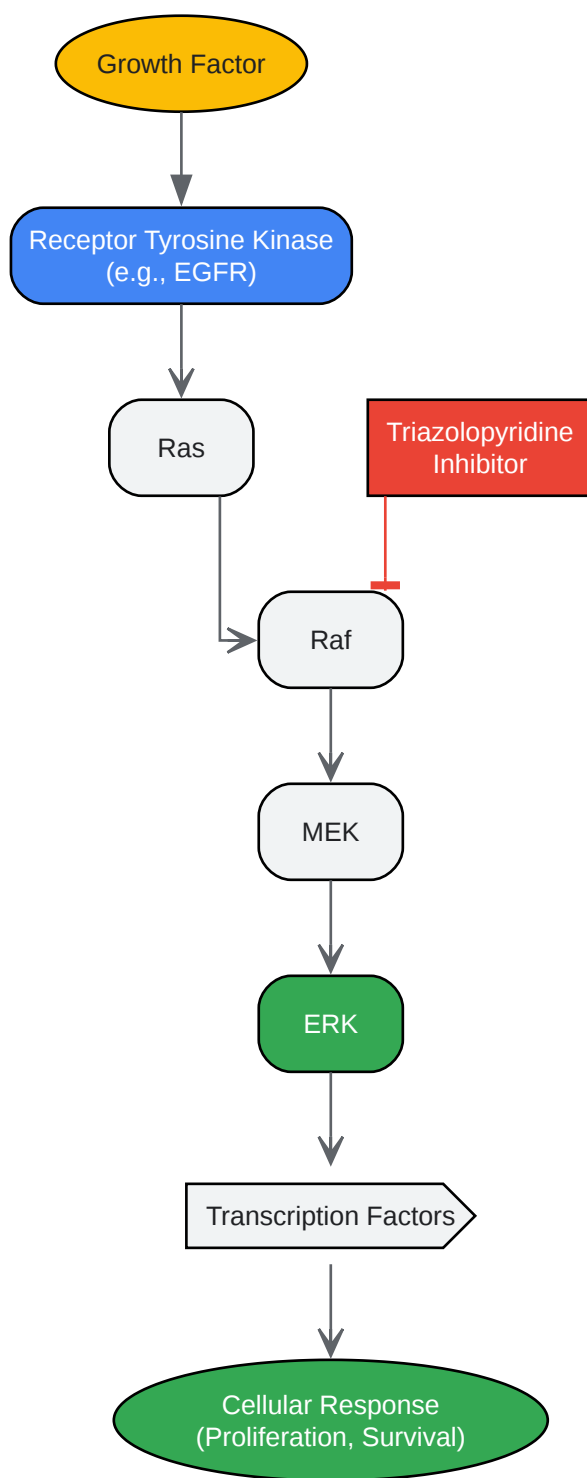 Growth Factor
Receptor Tyrosine Kinase
(e.g., EGFR)
Ras
Triazolopyridine
Inhibitor
Raf
MEK
ERK
Transcription Factors
Cellular Response
(Proliferation, Survival)